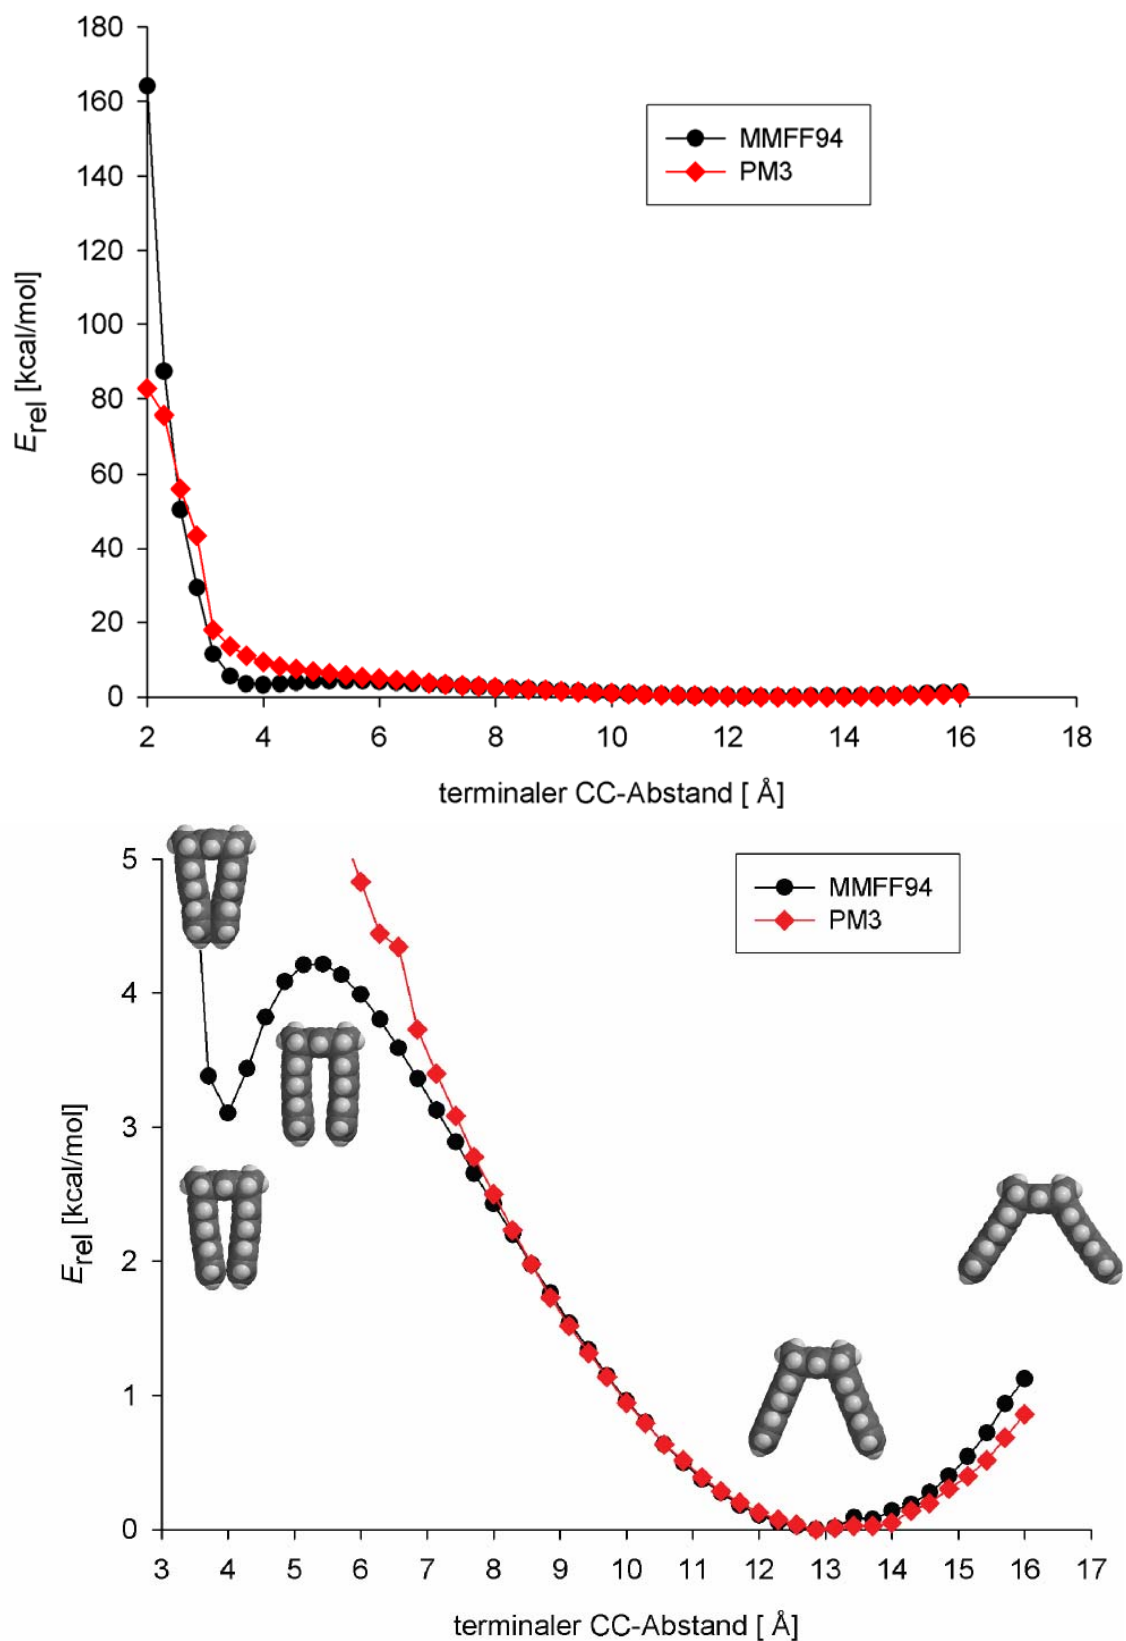 180
160
140
120
100
80
60
40
20
0
E_rel [kcal/mol]
MMFF94
PM3
2 4 6 8 10 12 14 16 18
terminaler CC-Abstand [ Å]
5
4
3
2
1
0
E_rel [kcal/mol]
MMFF94
PM3
3 4 5 6 7 8 9 10 11 12 13 14 15 16 17
terminaler CC-Abstand [ Å]